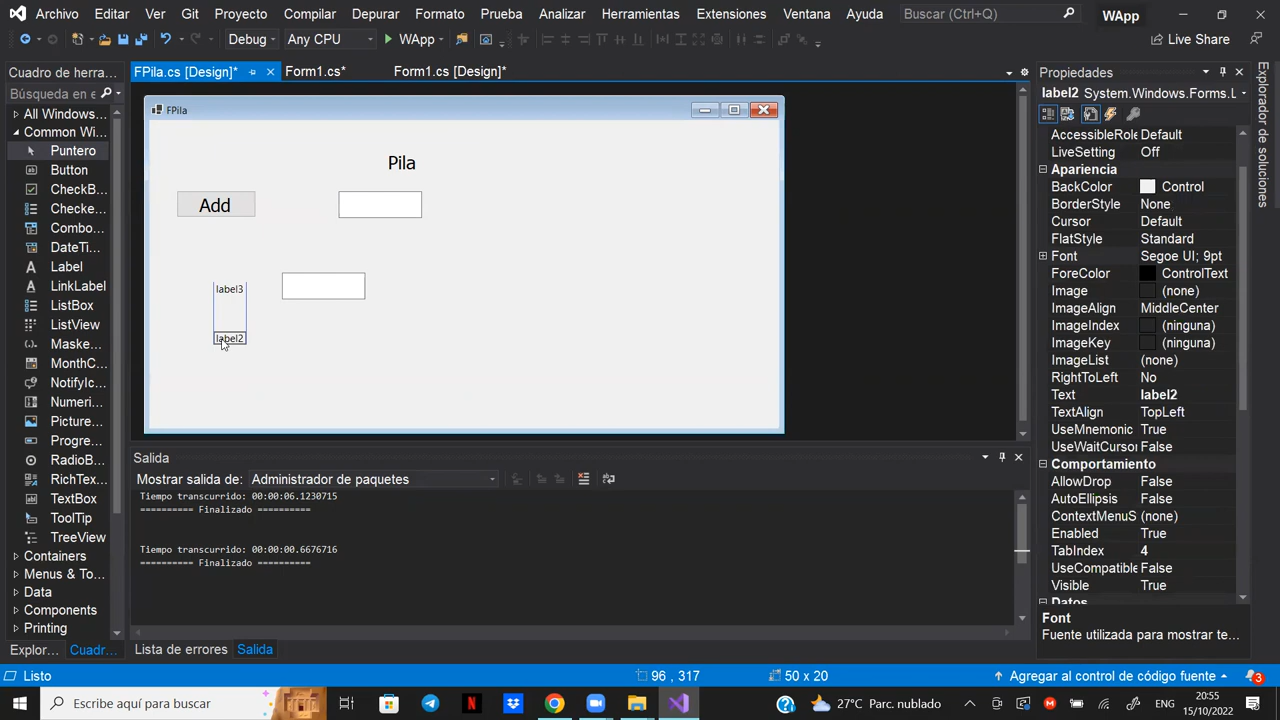 Archivo Editar Ver Git Proyecto Compilar Depurar Formato Prueba Analizar Herramientas Extensiones Ventana Ayuda Buscar (Ctrl+Q) WApp
Debug Any CPU WApp Live Share
Cuadro de herra... FPila.cs [Design]* Form1.cs* Form1.cs [Design]* Propiedades
Búsqueda en e label2 System.Windows.Forms.L
All Windows...
Common Wi...
Puntero
Button
CheckB...
Checke...
Combo...
DateTi...
Label
LinkLabel
ListBox
ListView
Maske...
MonthC...
NotifyIc...
Numeri...
Picture...
Progre...
RadioB...
RichTex...
TextBox
ToolTip
TreeView
Containers
Menus & To...
Data
Components
Printing
Explor... Cuadr...
FPila
Pila
Add
label3
label2
Salida
Mostrar salida de: Administrador de paquetes
Tiempo transcurrido: 00:00:06.1230715
========== Finalizado ==========
Tiempo transcurrido: 00:00:00.6676716
========== Finalizado ==========
Lista de errores Salida
AccessibleRole Default
LiveSetting Off
Apariencia
BackColor Control
BorderStyle None
Cursor Default
FlatStyle Standard
Font Segoe UI; 9pt
ForeColor ControlText
Image (none)
ImageAlign MiddleCenter
ImageIndex (ninguna)
ImageKey (ninguna)
ImageList (none)
RightToLeft No
Text label2
TextAlign TopLeft
UseMnemonic True
UseWaitCursor False
Comportamiento
AllowDrop False
AutoEllipsis False
ContextMenuS (none)
Enabled True
TabIndex 4
UseCompatible False
Visible True
Datos
Font
Fuente utilizada para mostrar te...
Explorador de soluciones
Listo 96 , 317 50 x 20 Agregar al control de código fuente 3
Escribe aquí para buscar 27°C Parc. nublado ENG 20:55
15/10/2022